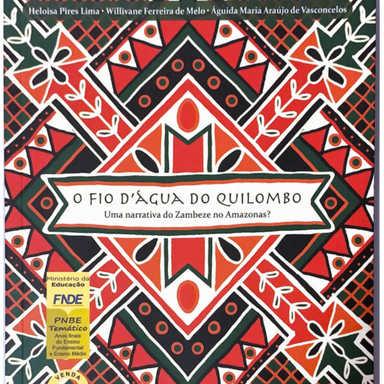 Heloisa Pires Lima • Willivane Ferreira de Melo • Águida Maria Araújo de Vasconcelos
O FIO D'ÁGUA DO QUILOMBO
Uma narrativa do Zambeze no Amazonas?
Ministério da
Educação
FNDE
PNBE
Temático
Anos finais
do Ensino
Fundamental
e Ensino Médio
VENDA